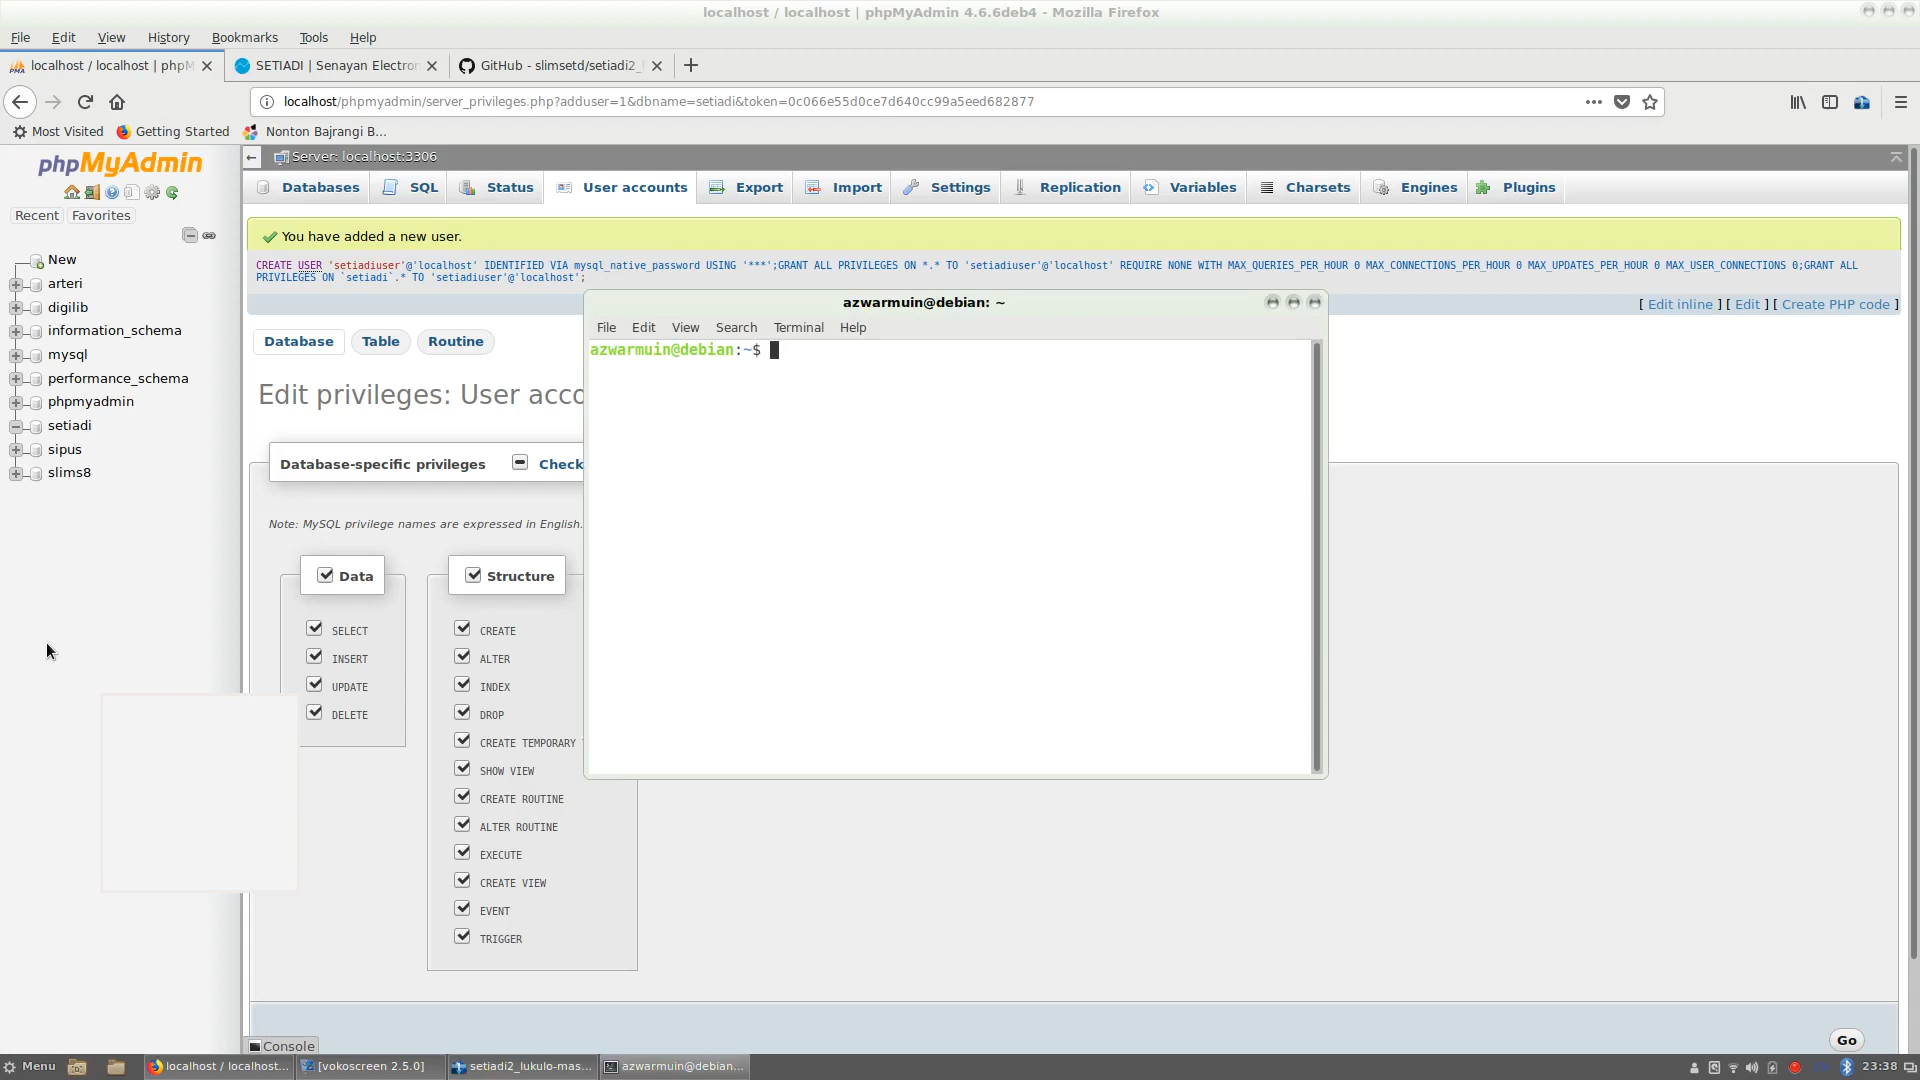 localhost / localhost | phpMyAdmin 4.6.6deb4 - Mozilla Firefox
File Edit View History Bookmarks Tools Help
localhost / localhost | phpM
SETIADI | Senayan Electron
GitHub - slimsetd/setiadi2_
localhost/phpmyadmin/server_privileges.php?adduser=1&dbname=setiadi&token=0c066e55d0ce7d640cc99a5eed682877
Most Visited Getting Started Nonton Bajrangi B...
phpMyAdmin
Recent Favorites
New
arteri
digilib
information_schema
mysql
performance_schema
phpmyadmin
setiadi
sipus
slims8
Server: localhost:3306
Databases SQL Status User accounts Export Import Settings Replication Variables Charsets Engines Plugins
You have added a new user.
CREATE USER 'setiadiuser'@'localhost' IDENTIFIED VIA mysql_native_password USING '***';GRANT ALL PRIVILEGES ON *.* TO 'setiadiuser'@'localhost' REQUIRE NONE WITH MAX_QUERIES_PER_HOUR 0 MAX_CONNECTIONS_PER_HOUR 0 MAX_UPDATES_PER_HOUR 0 MAX_USER_CONNECTIONS 0;GRANT ALL
PRIVILEGES ON `setiadi`.* TO 'setiadiuser'@'localhost';
[ Edit inline ] [ Edit ] [ Create PHP code ]
Database Table Routine
Edit privileges: User acco
Database-specific privileges Check
Note: MySQL privilege names are expressed in English.
Data
SELECT
INSERT
UPDATE
DELETE
Structure
CREATE
ALTER
INDEX
DROP
CREATE TEMPORARY
SHOW VIEW
CREATE ROUTINE
ALTER ROUTINE
EXECUTE
CREATE VIEW
EVENT
TRIGGER
azwarmuin@debian: ~
File Edit View Search Terminal Help
azwarmuin@debian:~$
Go
Console
Menu
localhost / localhost...
[vokoscreen 2.5.0]
setiadi2_lukulo-mas...
azwarmuin@debian...
23:38